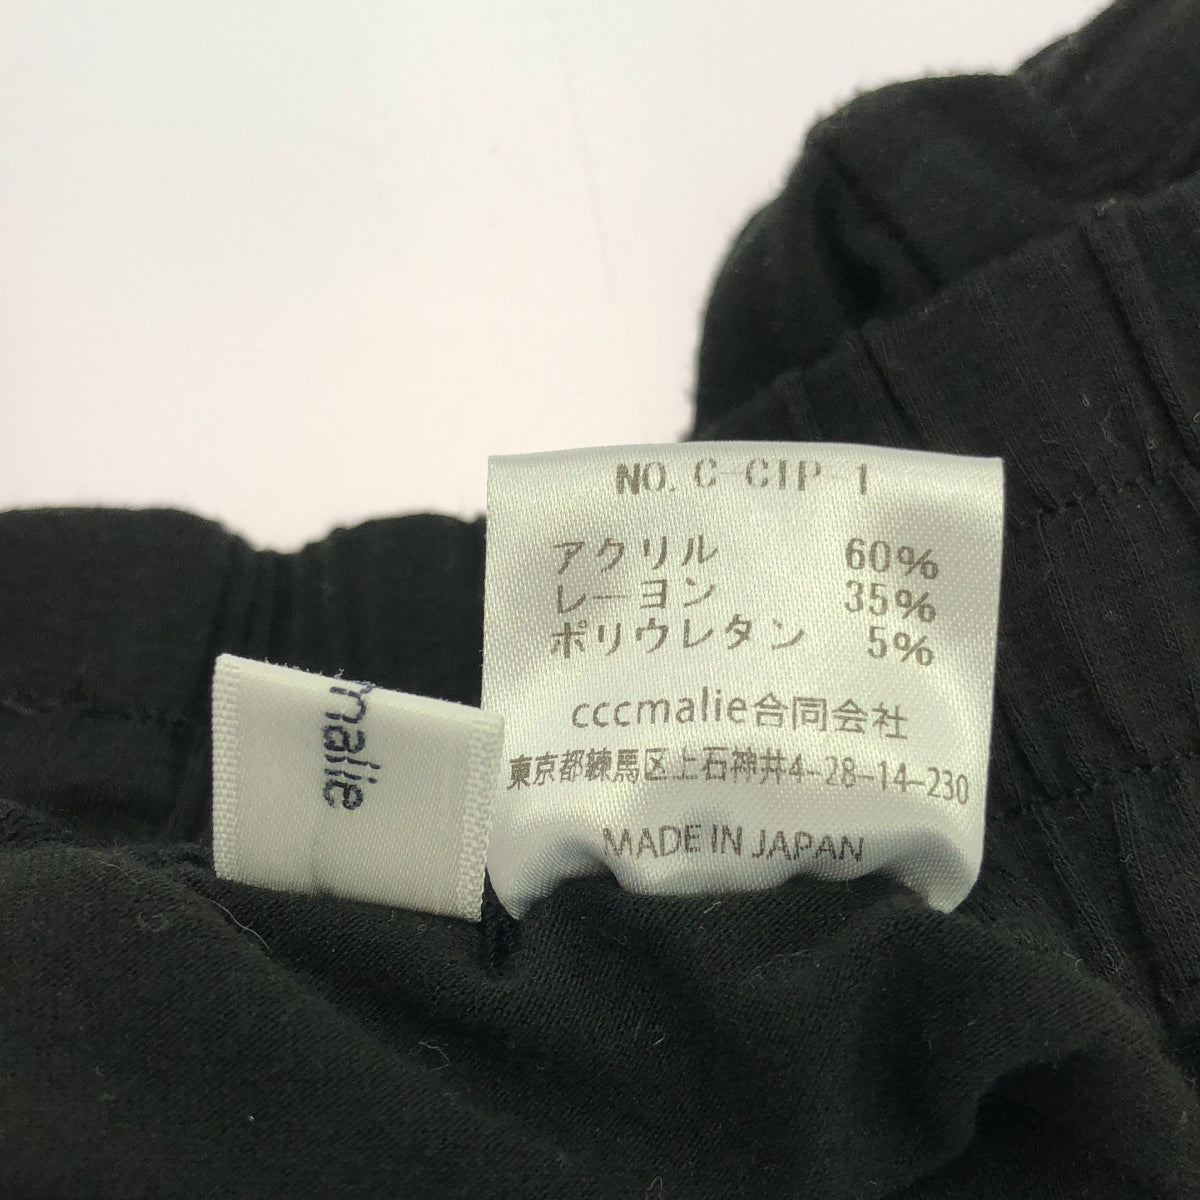 NO. C-CIP-1
アクリル 60%
レーヨン 35%
ポリウレタン 5%
cccmalie合同会社
東京都練馬区上石神井4-28-14-230
MADE IN JAPAN
malie